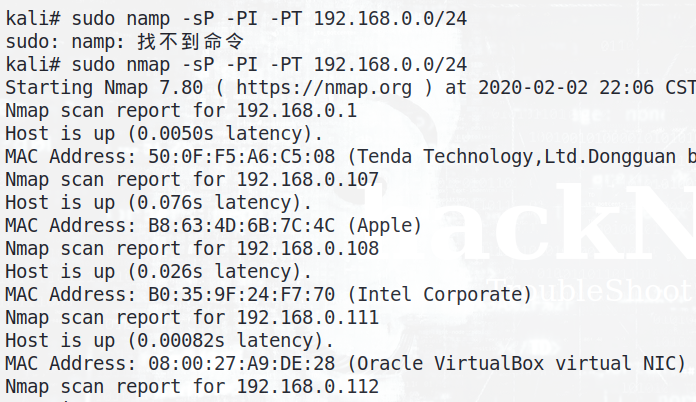 kali# sudo namp -sP -PI -PT 192.168.0.0/24
sudo: namp: 找不到命令
kali# sudo nmap -sP -PI -PT 192.168.0.0/24
Starting Nmap 7.80 ( https://nmap.org ) at 2020-02-02 22:06 CST
Nmap scan report for 192.168.0.1
Host is up (0.0050s latency).
MAC Address: 50:0F:F5:A6:C5:08 (Tenda Technology,Ltd.Dongguan b
Nmap scan report for 192.168.0.107
Host is up (0.076s latency).
MAC Address: B8:63:4D:6B:7C:4C (Apple)
Nmap scan report for 192.168.0.108
Host is up (0.026s latency).
MAC Address: B0:35:9F:24:F7:70 (Intel Corporate)
Nmap scan report for 192.168.0.111
Host is up (0.00082s latency).
MAC Address: 08:00:27:A9:DE:28 (Oracle VirtualBox virtual NIC)
Nmap scan report for 192.168.0.112
ackN
TroubleShoot